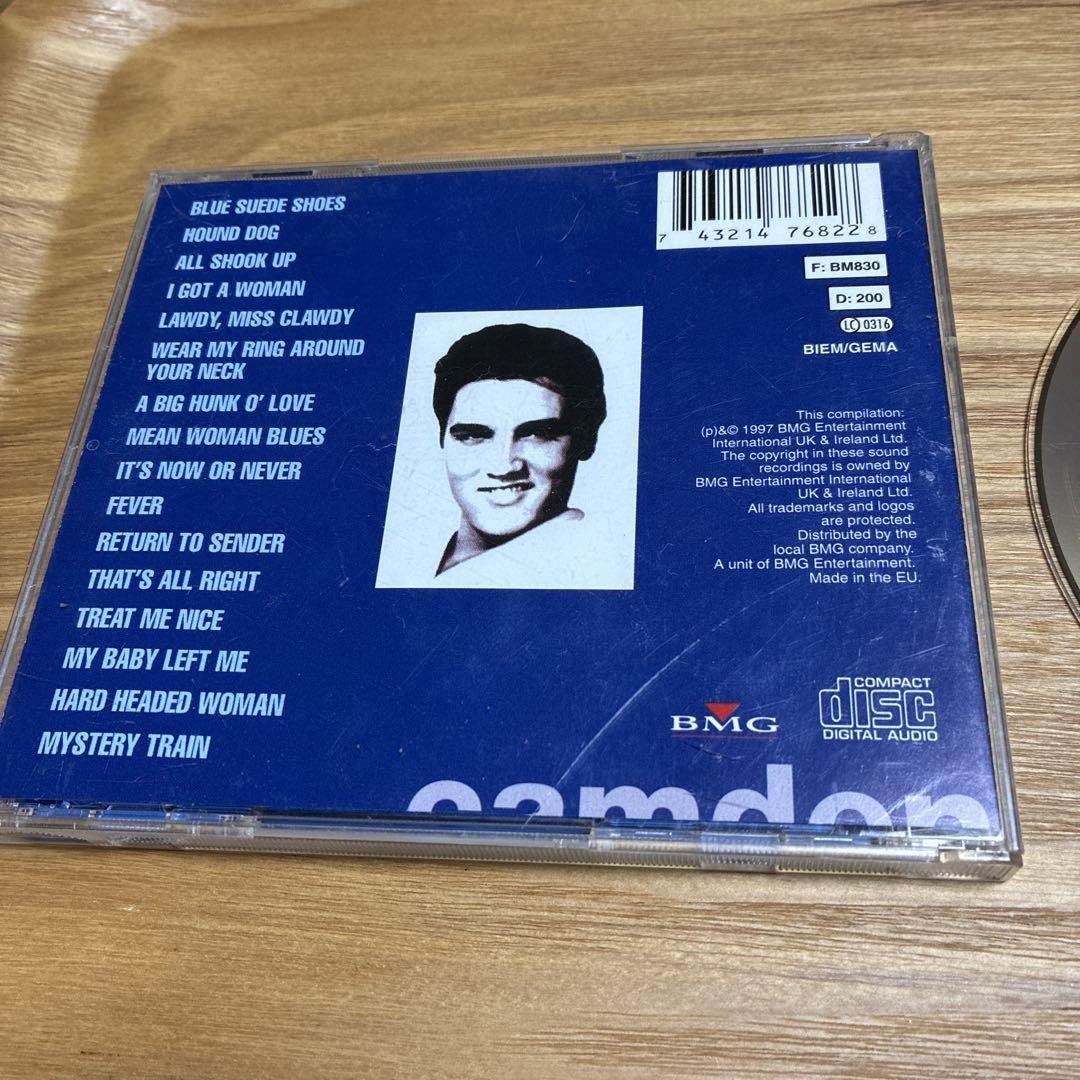 BLUE SUEDE SHOES
HOUND DOG
ALL SHOOK UP
I GOT A WOMAN
LAWDY, MISS CLAWDY
WEAR MY RING AROUND
YOUR NECK
A BIG HUNK O' LOVE
MEAN WOMAN BLUES
IT'S NOW OR NEVER
FEVER
RETURN TO SENDER
THAT'S ALL RIGHT
TREAT ME NICE
MY BABY LEFT ME
HARD HEADED WOMAN
MYSTERY TRAIN
7 43214 76822 8
F: BM830
D: 200
LC 0316
BIEM/GEMA
This compilation:
(p)&© 1997 BMG Entertainment
International UK & Ireland Ltd.
The copyright in these sound
recordings is owned by
BMG Entertainment International
UK & Ireland Ltd.
All trademarks and logos
are protected.
Distributed by the
local BMG company.
A unit of BMG Entertainment.
Made in the EU.
BMG
COMPACT
disc
DIGITAL AUDIO
camden